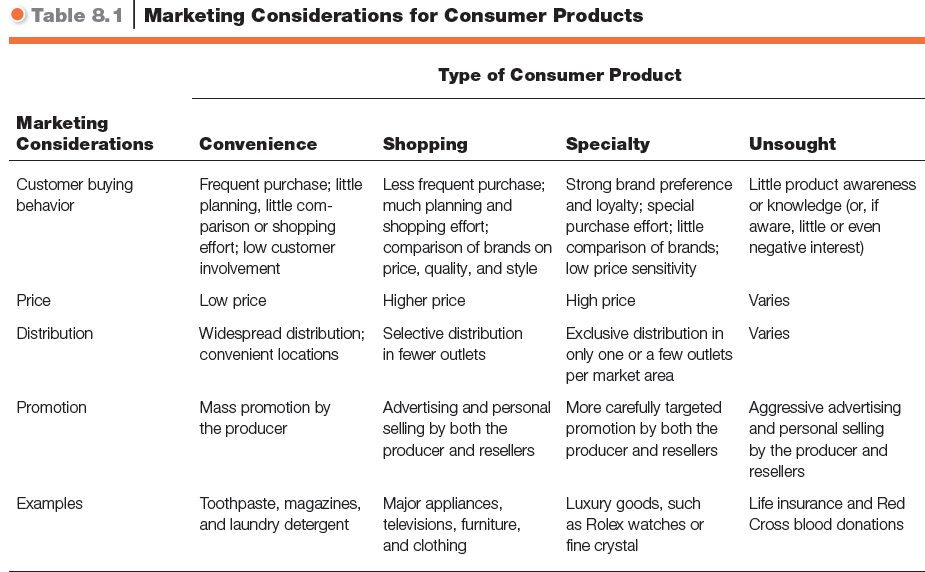 Table 8.1 Marketing Considerations for Consumer Products
Type of Consumer Product
Marketing
Considerations Convenience Shopping Specialty Unsought
Customer buying Frequent purchase; little Less frequent purchase; Strong brand preference Little product awareness
behavior planning, little com- much planning and and loyalty; special or knowledge (or, if
parison or shopping shopping effort; purchase effort; little aware, little or even
effort; low customer comparison of brands on comparison of brands; negative interest)
involvement price, quality, and style low price sensitivity
Price Low price Higher price High price Varies
Distribution Widespread distribution; Selective distribution Exclusive distribution in Varies
convenient locations in fewer outlets only one or a few outlets
per market area
Promotion Mass promotion by Advertising and personal More carefully targeted Aggressive advertising
the producer selling by both the promotion by both the and personal selling
producer and resellers producer and resellers by the producer and
resellers
Examples Toothpaste, magazines, Major appliances, Luxury goods, such Life insurance and Red
and laundry detergent televisions, furniture, as Rolex watches or Cross blood donations
and clothing fine crystal